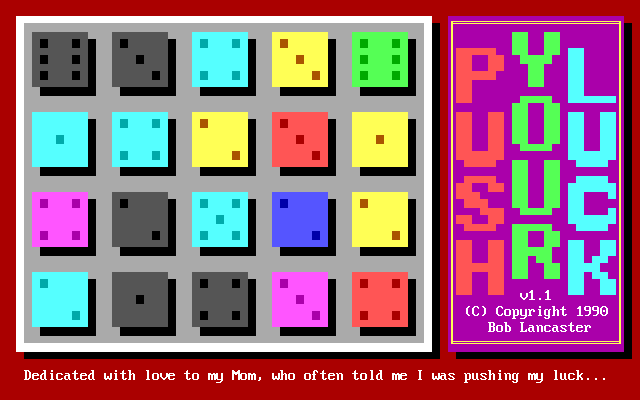 PUSH
YOUR
LUCK
v1.1
(C) Copyright 1990
Bob Lancaster
Dedicated with love to my Mom, who often told me I was pushing my luck...